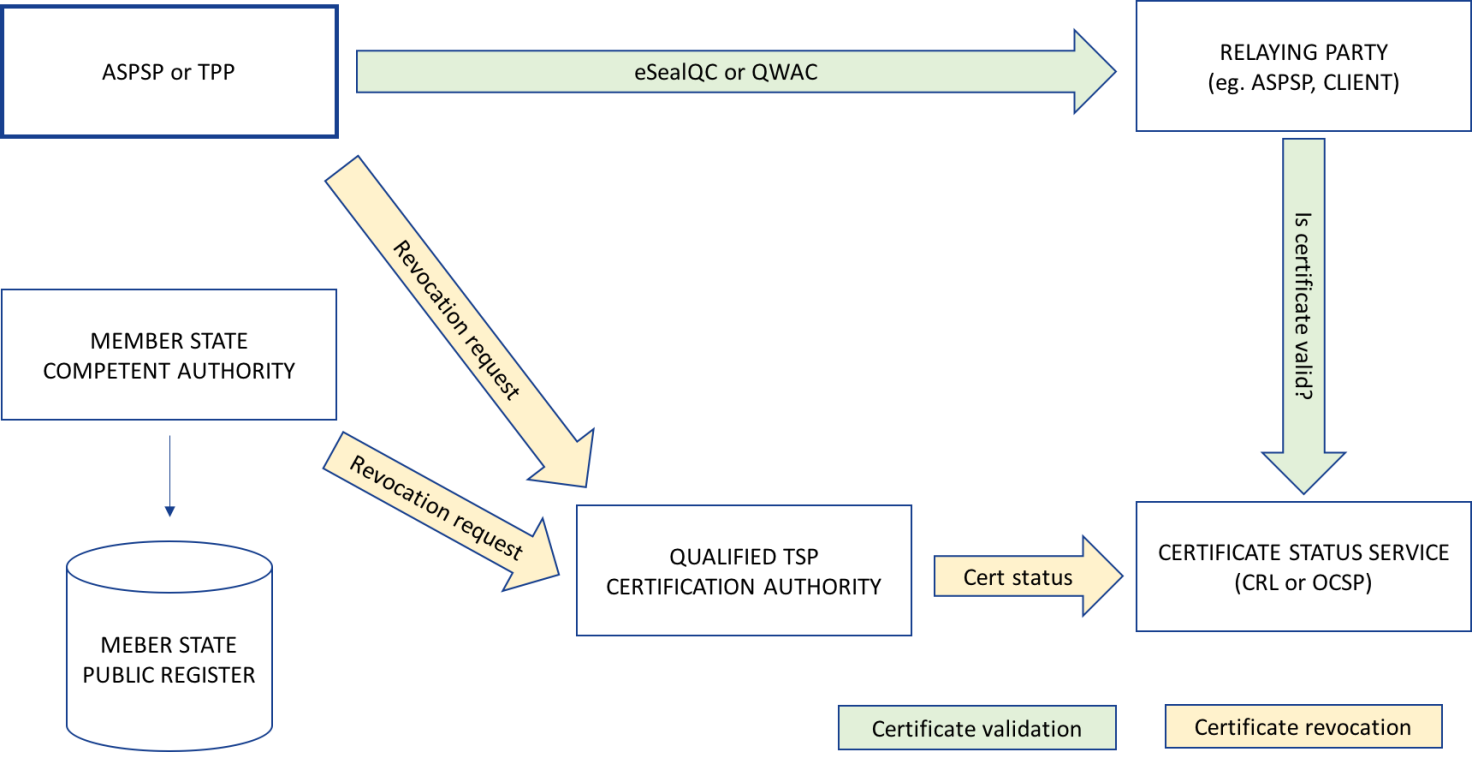 ASPSP or TPP
eSealQC or QWAC
RELAYING PARTY
(eg. ASPSP, CLIENT)
Revocation request
Is certificate valid?
MEMBER STATE
COMPETENT AUTHORITY
Revocation request
QUALIFIED TSP
CERTIFICATION AUTHORITY
Cert status
CERTIFICATE STATUS SERVICE
(CRL or OCSP)
MEBER STATE
PUBLIC REGISTER
Certificate validation
Certificate revocation